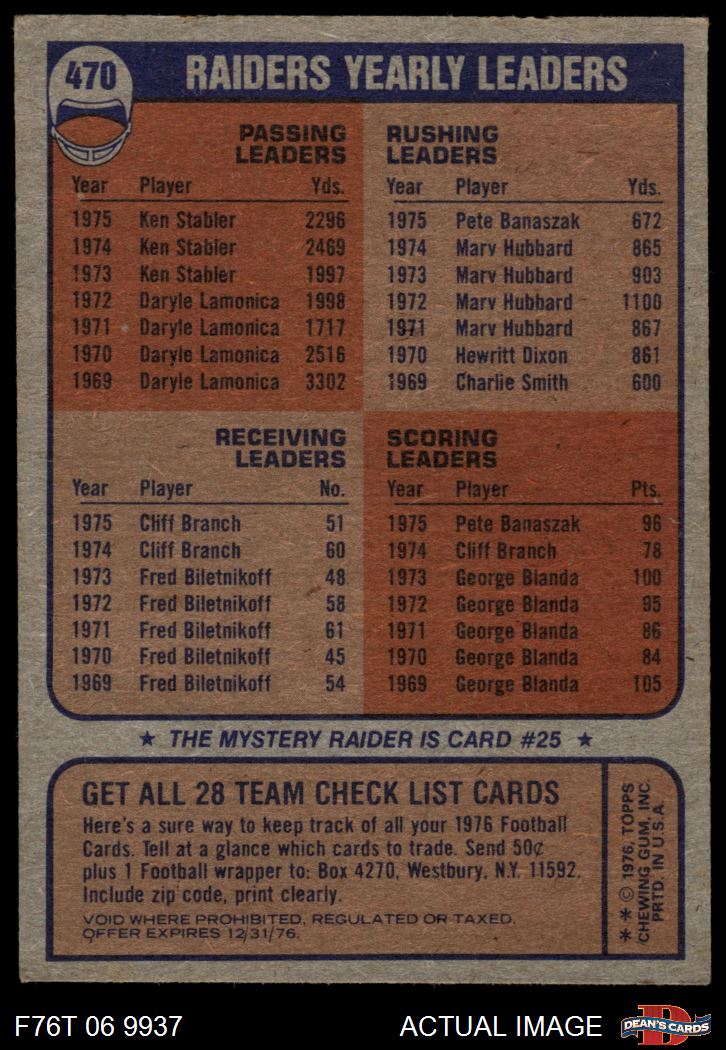 470
RAIDERS YEARLY LEADERS
PASSING
LEADERS
Year Player Yds.
1975 Ken Stabler 2296
1974 Ken Stabler 2469
1973 Ken Stabler 1997
1972 Daryle Lamonica 1998
1971 Daryle Lamonica 1717
1970 Daryle Lamonica 2516
1969 Daryle Lamonica 3302
RUSHING
LEADERS
Year Player Yds.
1975 Pete Banaszak 672
1974 Marv Hubbard 865
1973 Marv Hubbard 903
1972 Marv Hubbard 1100
1971 Marv Hubbard 867
1970 Hewritt Dixon 861
1969 Charlie Smith 600
RECEIVING
LEADERS
Year Player No.
1975 Cliff Branch 51
1974 Cliff Branch 60
1973 Fred Biletnikoff 48
1972 Fred Biletnikoff 58
1971 Fred Biletnikoff 61
1970 Fred Biletnikoff 45
1969 Fred Biletnikoff 54
SCORING
LEADERS
Year Player Pts.
1975 Pete Banaszak 96
1974 Cliff Branch 78
1973 George Blanda 100
1972 George Blanda 95
1971 George Blanda 86
1970 George Blanda 84
1969 George Blanda 105
★ THE MYSTERY RAIDER IS CARD #25 ★
GET ALL 28 TEAM CHECK LIST CARDS
Here's a sure way to keep track of all your 1976 Football
Cards. Tell at a glance which cards to trade. Send 50¢
plus 1 Football wrapper to: Box 4270, Westbury, N.Y. 11592.
Include zip code, print clearly.
VOID WHERE PROHIBITED, REGULATED OR TAXED.
OFFER EXPIRES 12/31/76.
* * © 1976, TOPPS
CHEWING GUM, INC.
PRTD. IN U.S.A.
F76T 06 9937
ACTUAL IMAGE
D
DEAN'S CARDS